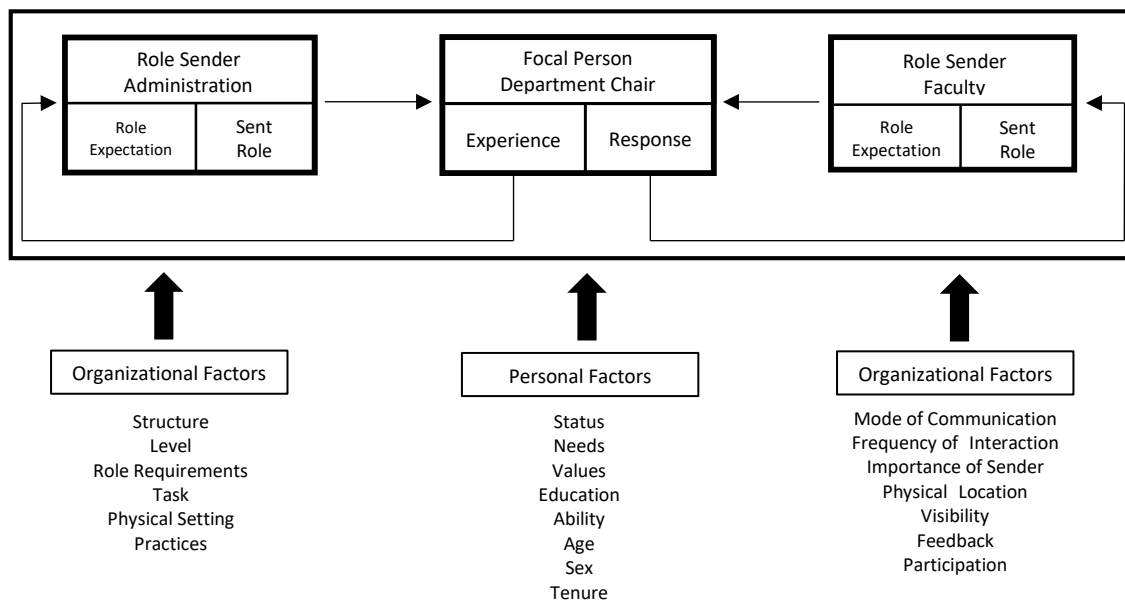 Role Sender
Administration
Role
Expectation
Sent
Role
Focal Person
Department Chair
Experience
Response
Role Sender
Faculty
Role
Expectation
Sent
Role
Organizational Factors
Structure
Level
Role Requirements
Task
Physical Setting
Practices
Personal Factors
Status
Needs
Values
Education
Ability
Age
Sex
Tenure
Organizational Factors
Mode of Communication
Frequency of Interaction
Importance of Sender
Physical Location
Visibility
Feedback
Participation